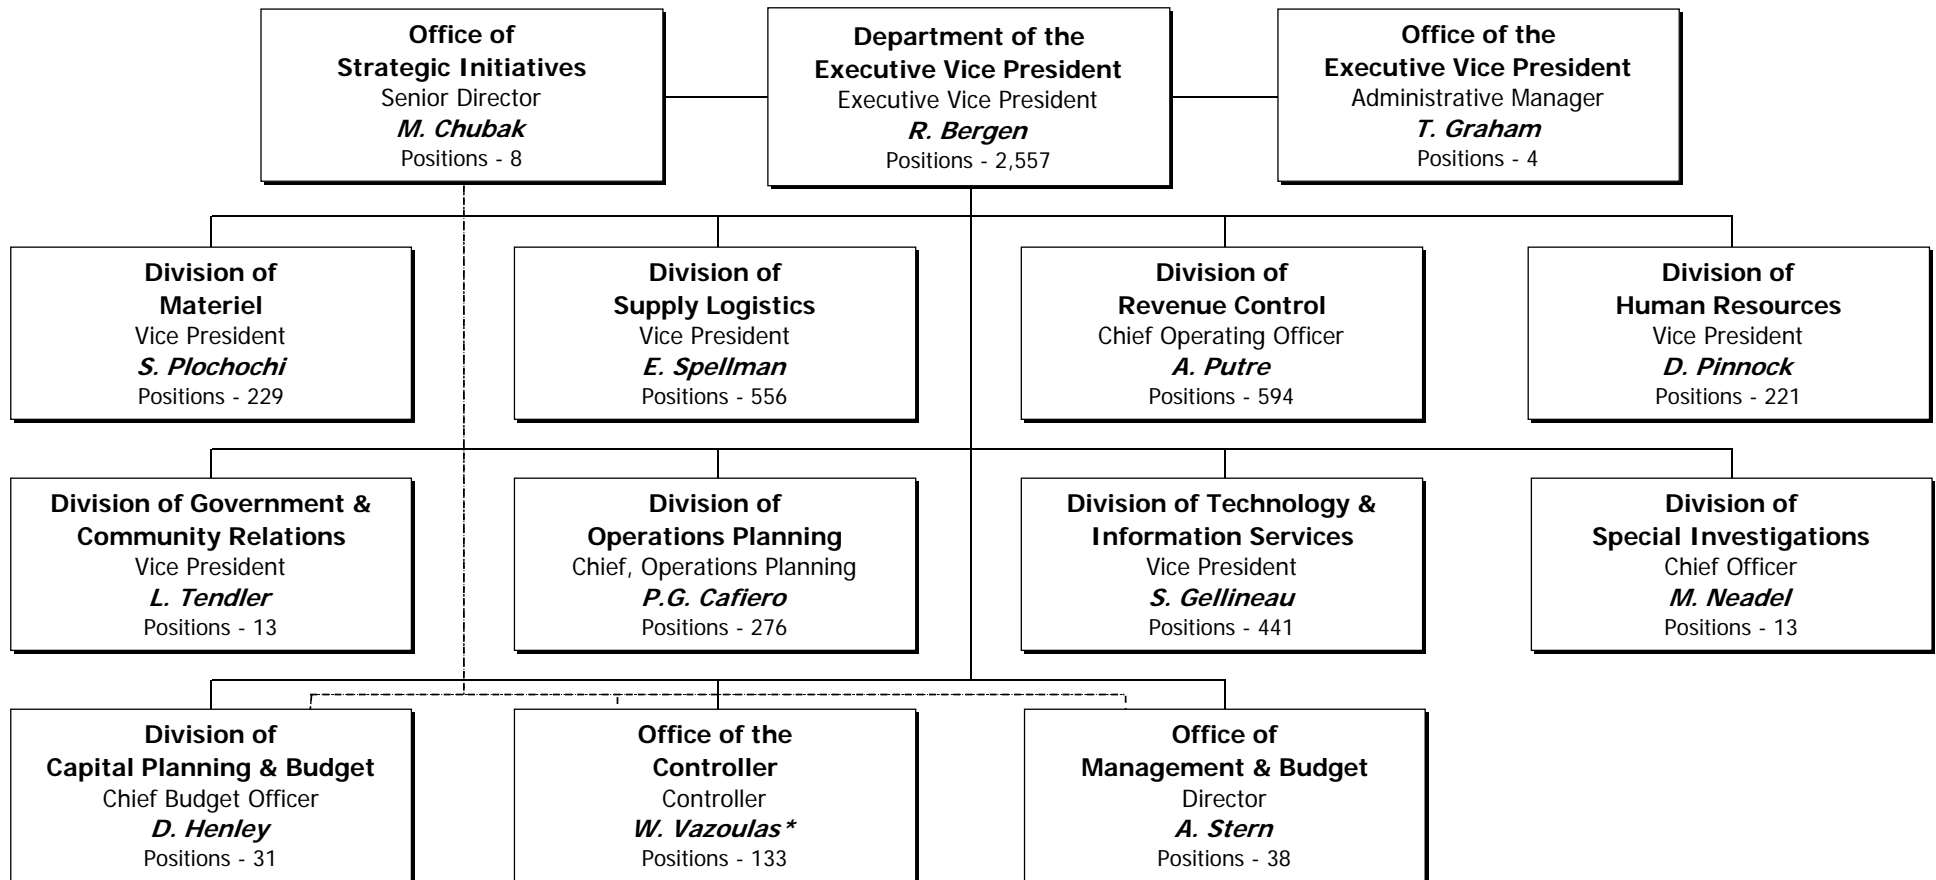 Office of
Strategic Initiatives
Senior Director
M. Chubak
Positions - 8
Department of the
Executive Vice President
Executive Vice President
R. Bergen
Positions - 2,557
Office of the
Executive Vice President
Administrative Manager
T. Graham
Positions - 4
Division of
Materiel
Vice President
S. Plochochi
Positions - 229
Division of
Supply Logistics
Vice President
E. Spellman
Positions - 556
Division of
Revenue Control
Chief Operating Officer
A. Putre
Positions - 594
Division of
Human Resources
Vice President
D. Pinnock
Positions - 221
Division of Government &
Community Relations
Vice President
L. Tendler
Positions - 13
Division of
Operations Planning
Chief, Operations Planning
P.G. Cafiero
Positions - 276
Division of Technology &
Information Services
Vice President
S. Gellineau
Positions - 441
Division of
Special Investigations
Chief Officer
M. Neadel
Positions - 13
Division of
Capital Planning & Budget
Chief Budget Officer
D. Henley
Positions - 31
Office of the
Controller
Controller
W. Vazoulas*
Positions - 133
Office of
Management & Budget
Director
A. Stern
Positions - 38